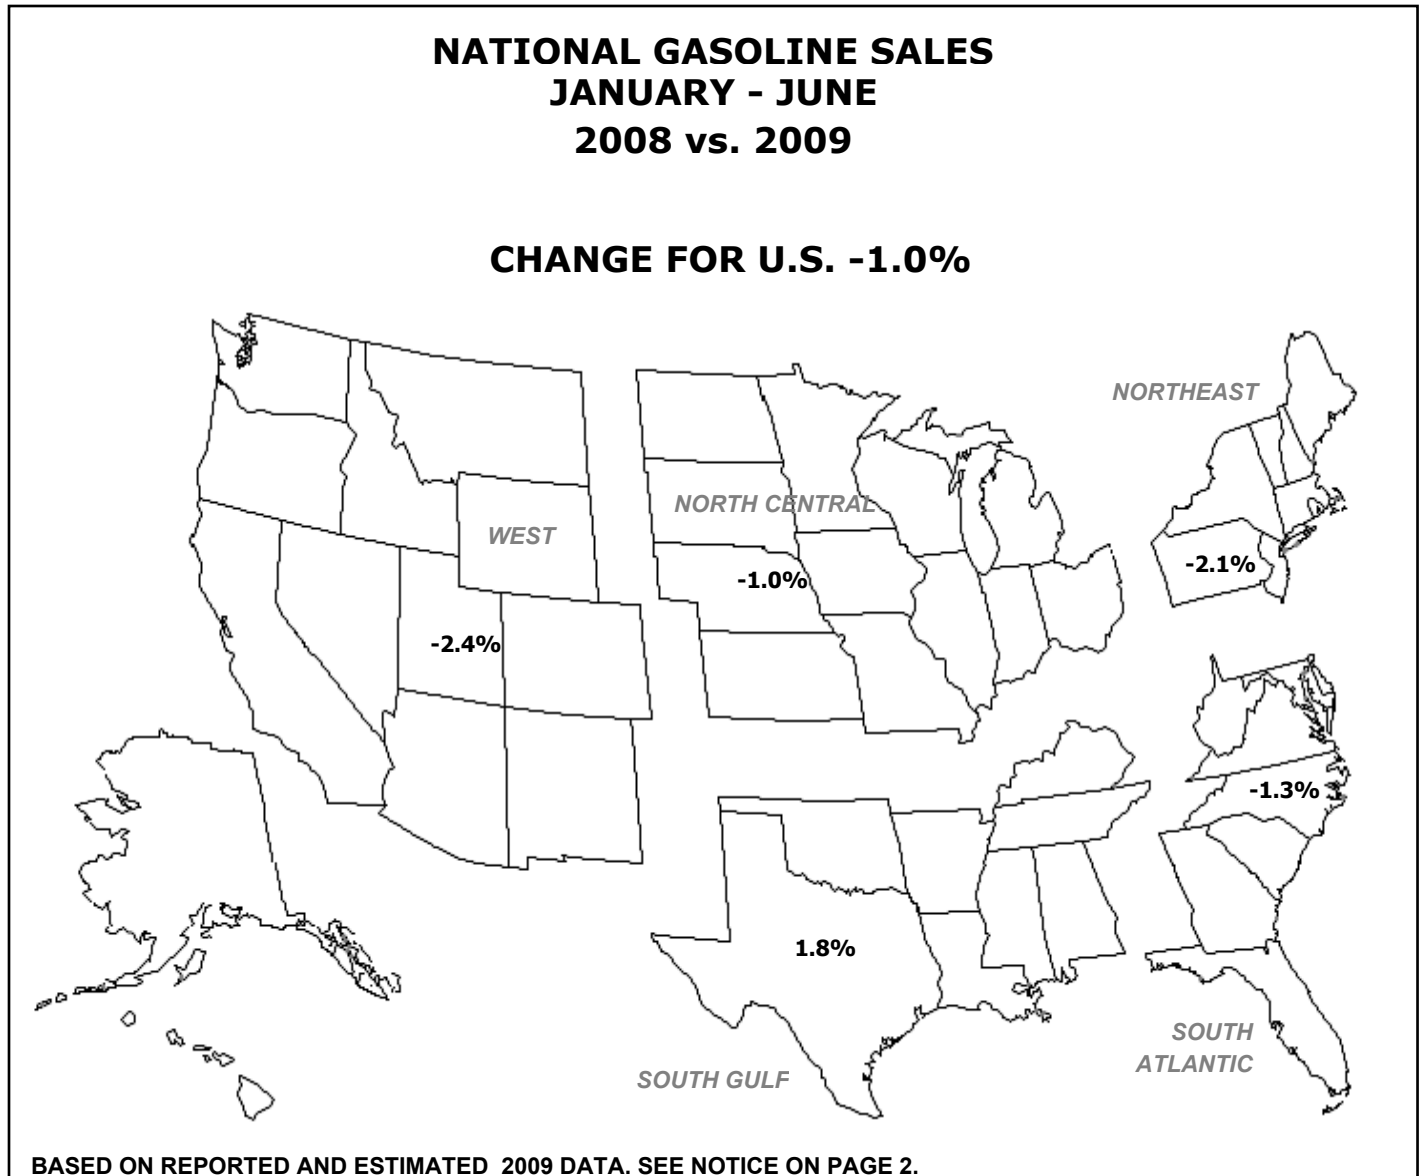 NATIONAL GASOLINE SALES
JANUARY - JUNE
2008 vs. 2009
CHANGE FOR U.S. -1.0%
NORTHEAST
NORTH CENTRAL
WEST
-2.1%
-1.0%
-2.4%
-1.3%
1.8%
SOUTH
ATLANTIC
SOUTH GULF
BASED ON REPORTED AND ESTIMATED 2009 DATA. SEE NOTICE ON PAGE 2.